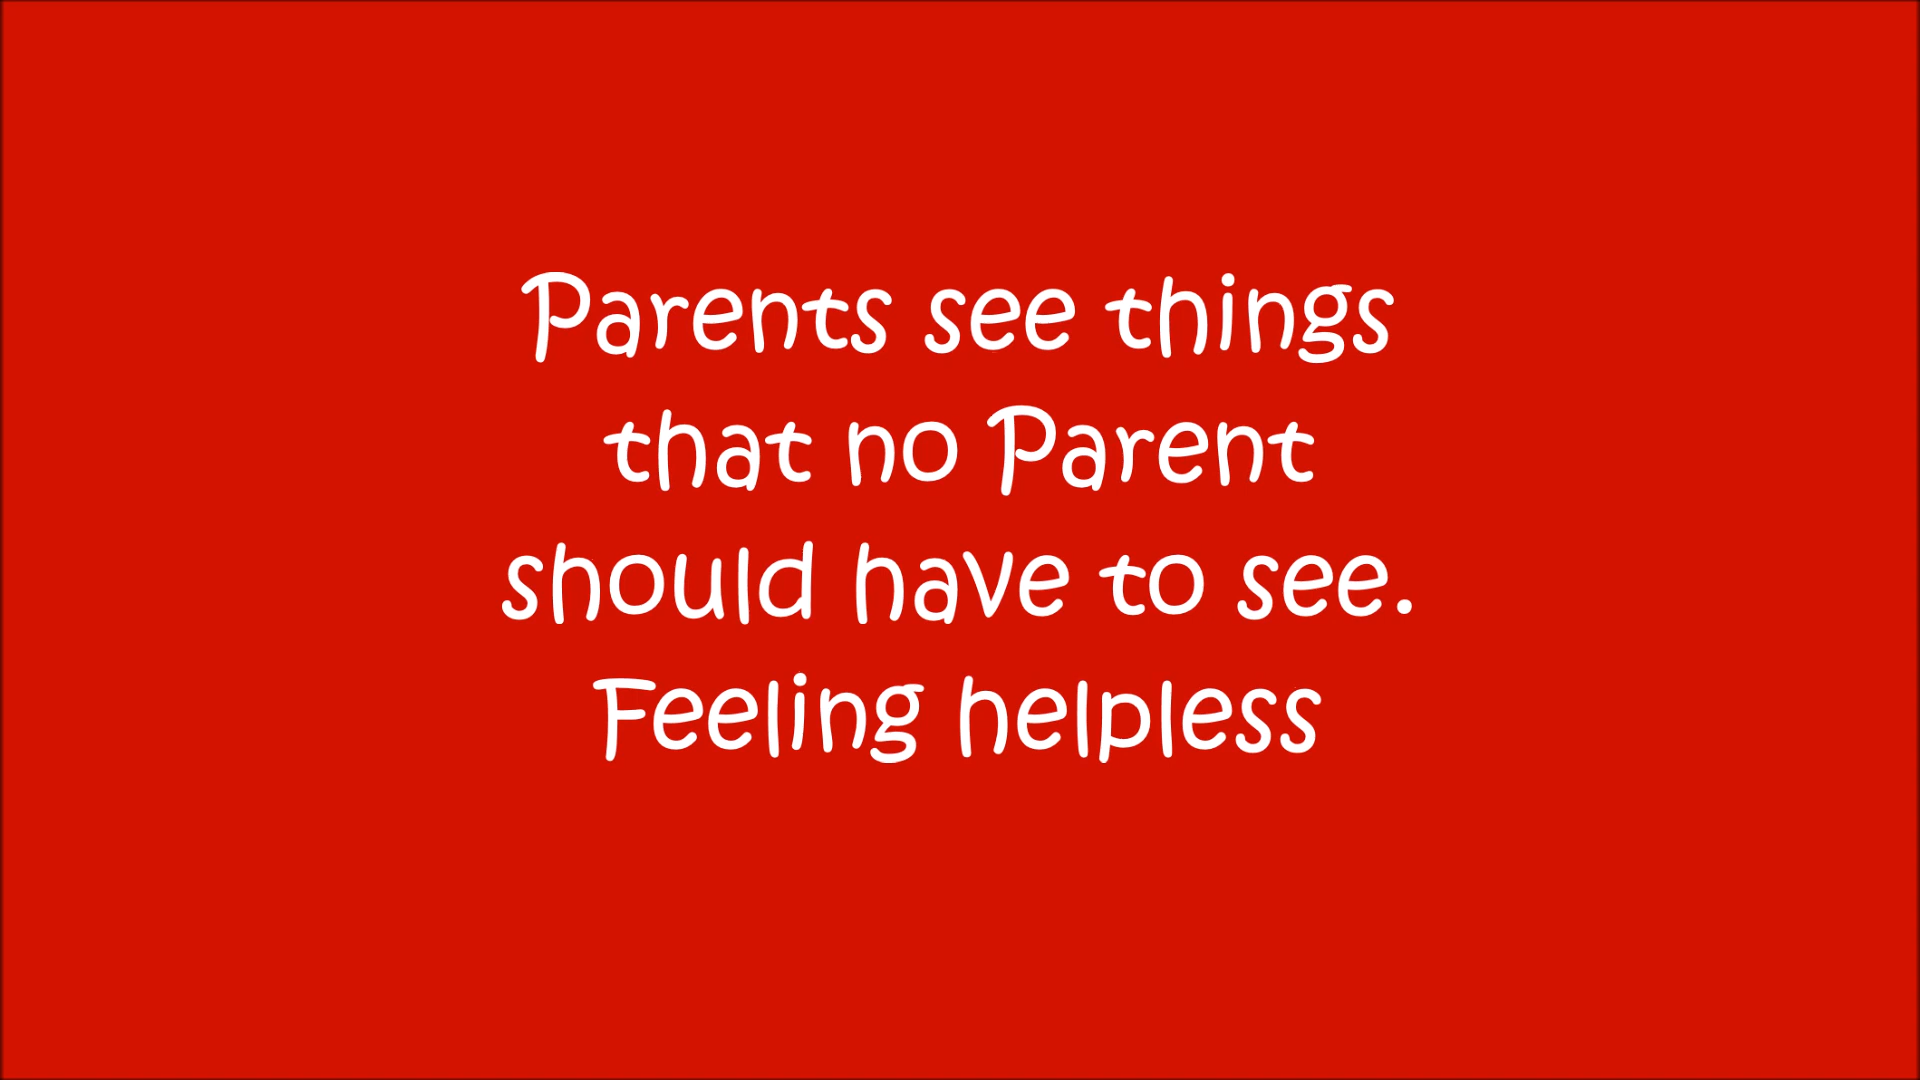 Parents see things
that no Parent
should have to see.
Feeling helpless